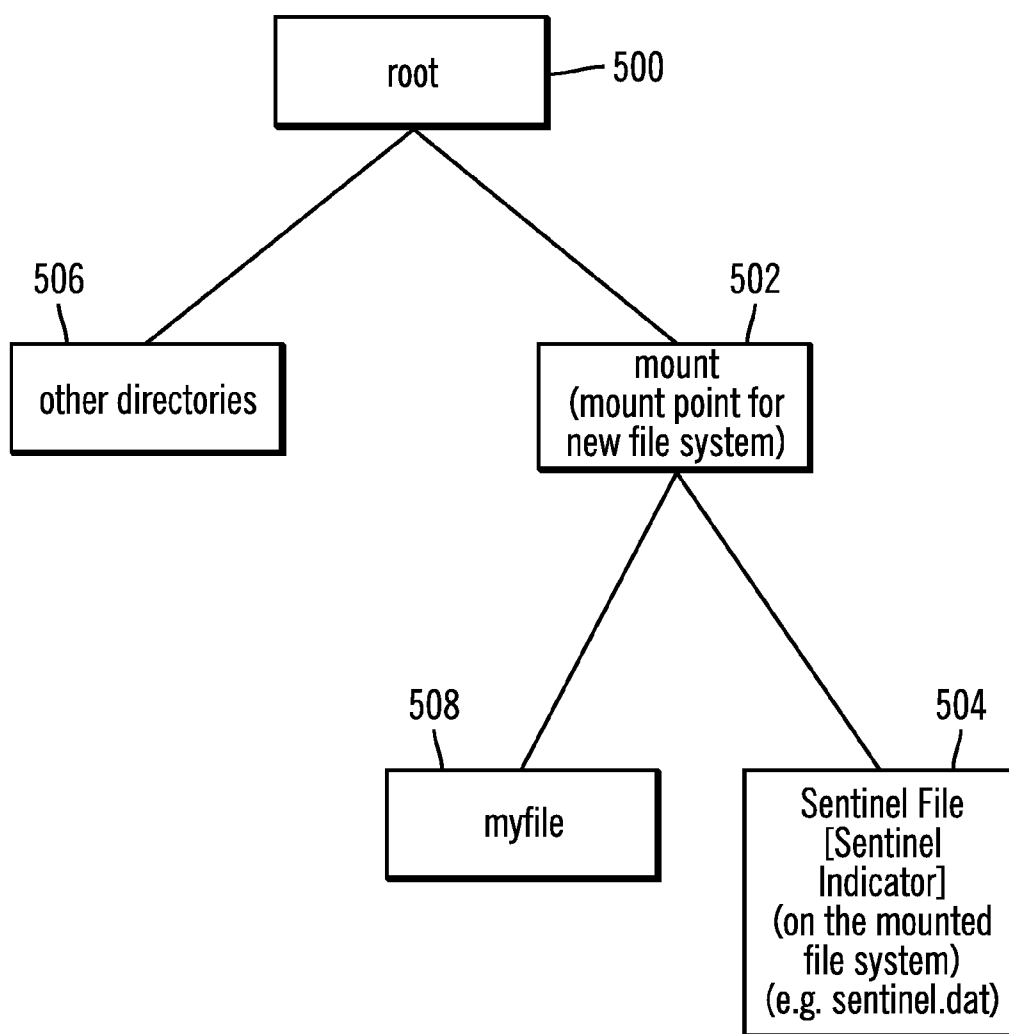 root
500
506
502
other directories
mount
(mount point for
new file system)
508
504
myfile
Sentinel File
[Sentinel
Indicator]
(on the mounted
file system)
(e.g. sentinel.dat)